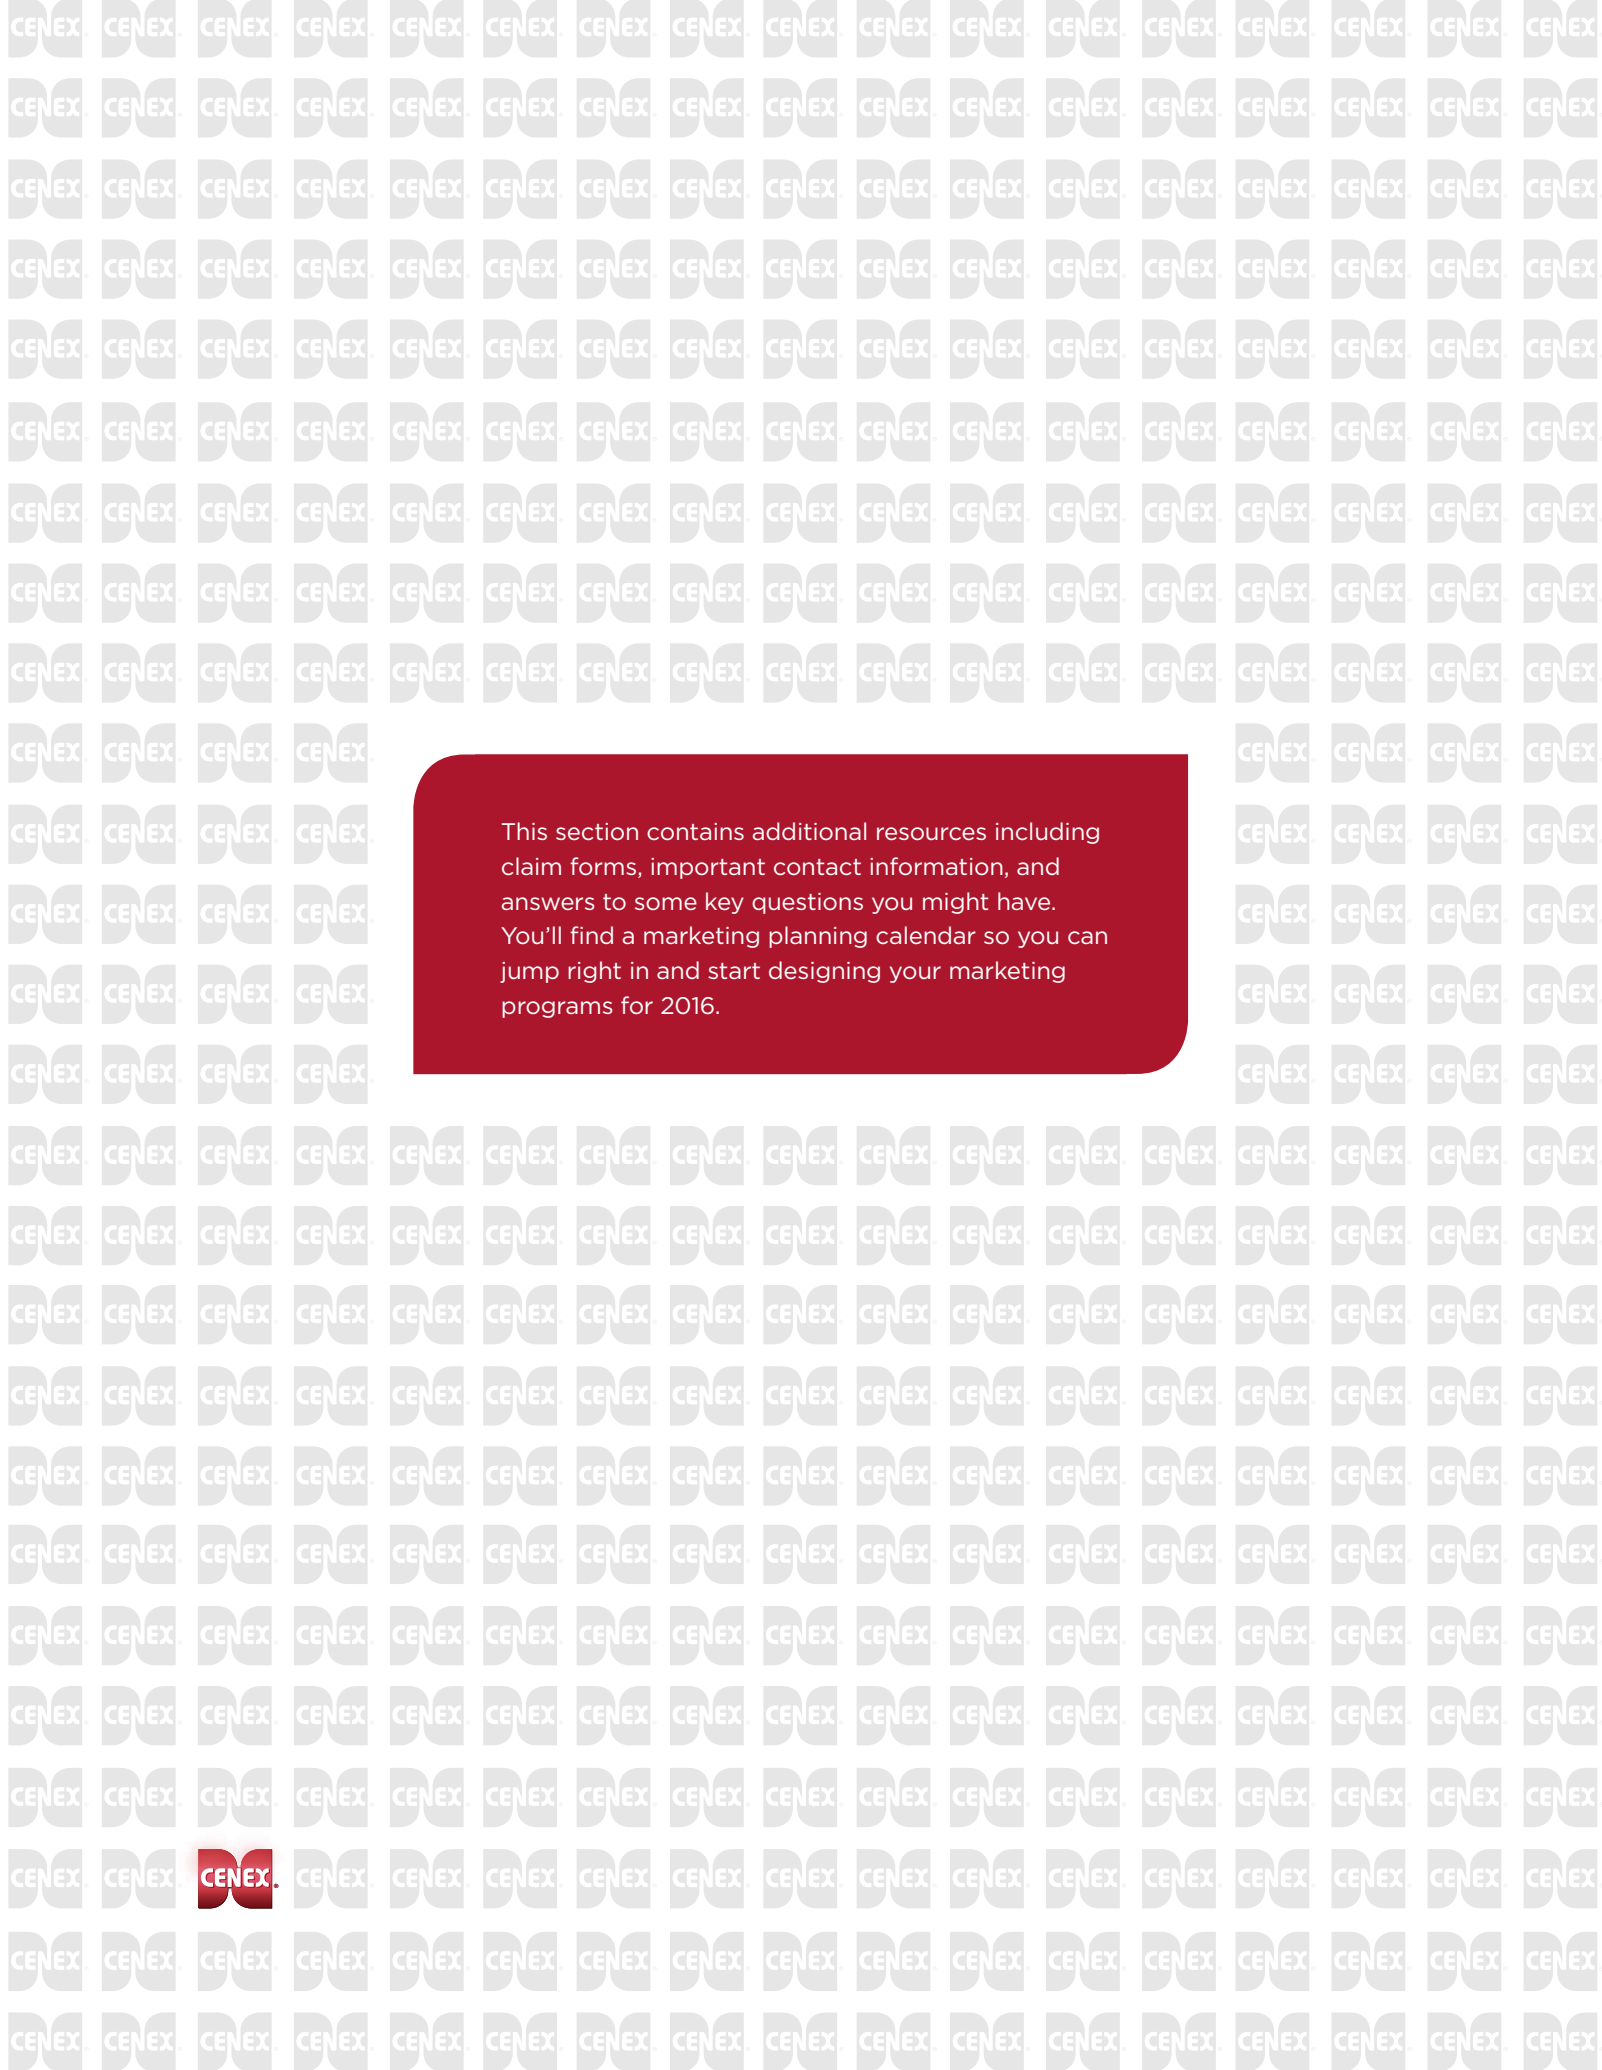 This section contains additional resources including
claim forms, important contact information, and
answers to some key questions you might have.
You’ll find a marketing planning calendar so you can
jump right in and start designing your marketing
programs for 2016.
CENEX®